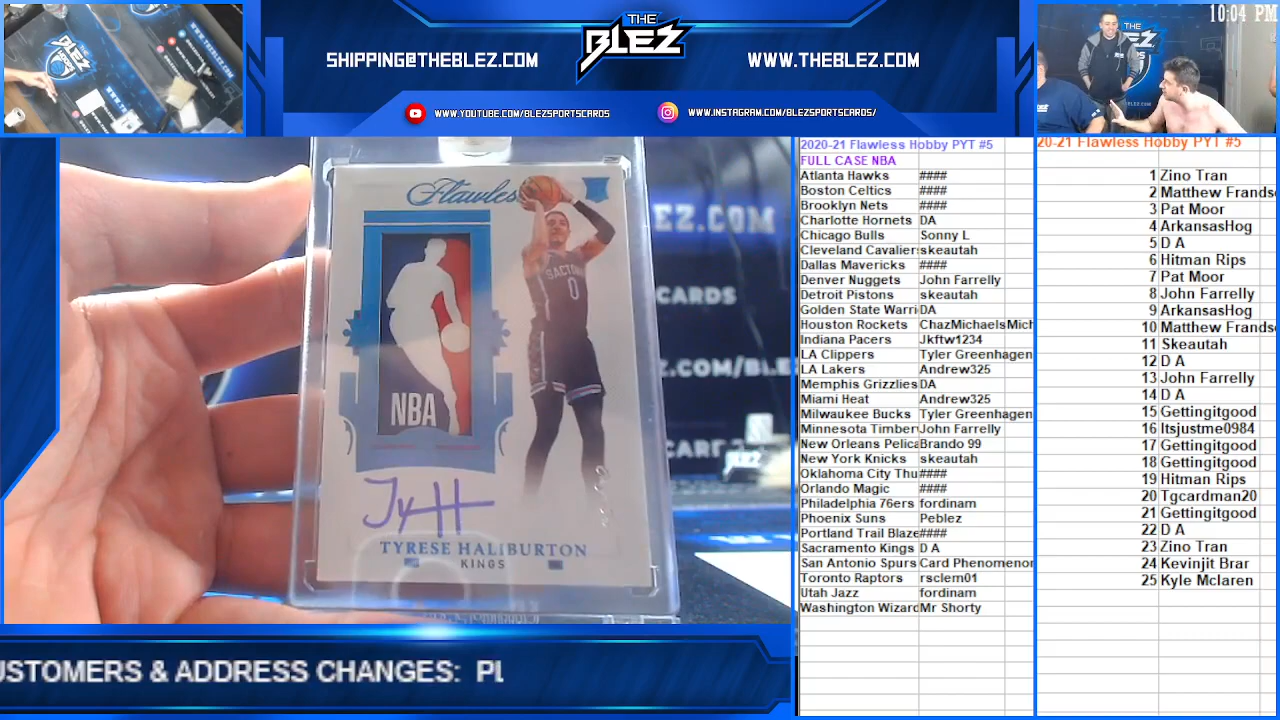 THE
BLEZ
SHIPPING@THEBLEZ.COM
WWW.THEBLEZ.COM
WWW.YOUTUBE.COM/BLEZSPORTSCARDS
WWW.INSTAGRAM.COM/BLEZSPORTSCARDS/
10:04 PM
Flawless
SACTOWN
0
NBA
TyH
TYRESE HALIBURTON
KINGS
EZ.COM
CARDS
.COM/BLE
2020-21 Flawless Hobby PYT #5
FULL CASE NBA
Atlanta Hawks ####
Boston Celtics ####
Brooklyn Nets ####
Charlotte Hornets DA
Chicago Bulls Sonny L
Cleveland Cavaliers skeautah
Dallas Mavericks ####
Denver Nuggets John Farrelly
Detroit Pistons skeautah
Golden State Warri DA
Houston Rockets ChazMichaelsMich
Indiana Pacers Jkftw1234
LA Clippers Tyler Greenhagen
LA Lakers Andrew325
Memphis Grizzlies DA
Miami Heat Andrew325
Milwaukee Bucks Tyler Greenhagen
Minnesota Timber John Farrelly
New Orleans Pelica Brando 99
New York Knicks skeautah
Oklahoma City Thu ####
Orlando Magic ####
Philadelphia 76ers fordinam
Phoenix Suns Peblez
Portland Trail Blaze ####
Sacramento Kings D A
San Antonio Spurs Card Phenomenon
Toronto Raptors rsclem01
Utah Jazz fordinam
Washington Wizard Mr Shorty
20-21 Flawless Hobby PYT #5
1 Zino Tran
2 Matthew Frands
3 Pat Moor
4 ArkansasHog
5 D A
6 Hitman Rips
7 Pat Moor
8 John Farrelly
9 ArkansasHog
10 Matthew Frands
11 Skeautah
12 D A
13 John Farrelly
14 D A
15 Gettingitgood
16 Itsjustme0984
17 Gettingitgood
18 Gettingitgood
19 Hitman Rips
20 Tgcardman20
21 Gettingitgood
22 D A
23 Zino Tran
24 Kevinjit Brar
25 Kyle Mclaren
USTOMERS & ADDRESS CHANGES: PL